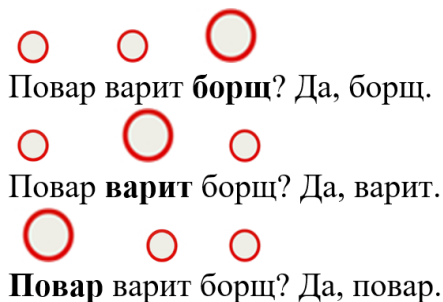 Повар варит борщ? Да, борщ.
Повар варит борщ? Да, варит.
Повар варит борщ? Да, повар.